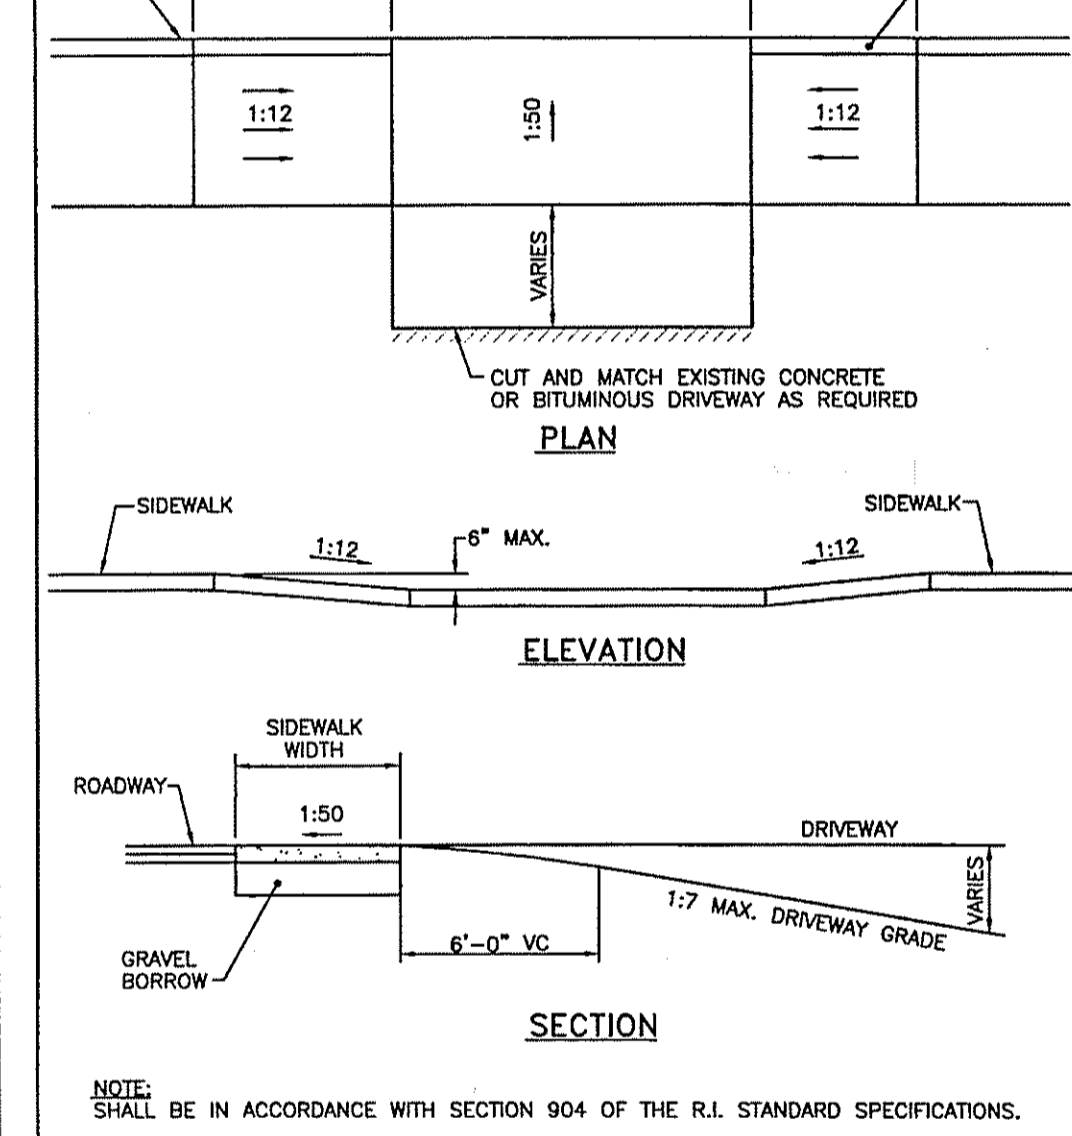 1:12
1:50
1:12
VARIES
CUT AND MATCH EXISTING CONCRETE
OR BITUMINOUS DRIVEWAY AS REQUIRED
PLAN
SIDEWALK
SIDEWALK
1:12
6" MAX.
1:12
ELEVATION
SIDEWALK
WIDTH
ROADWAY
1:50
DRIVEWAY
VARIES
1:7 MAX. DRIVEWAY GRADE
6'-0" VC
GRAVEL
BORROW
SECTION
NOTE:
SHALL BE IN ACCORDANCE WITH SECTION 904 OF THE R.I. STANDARD SPECIFICATIONS.